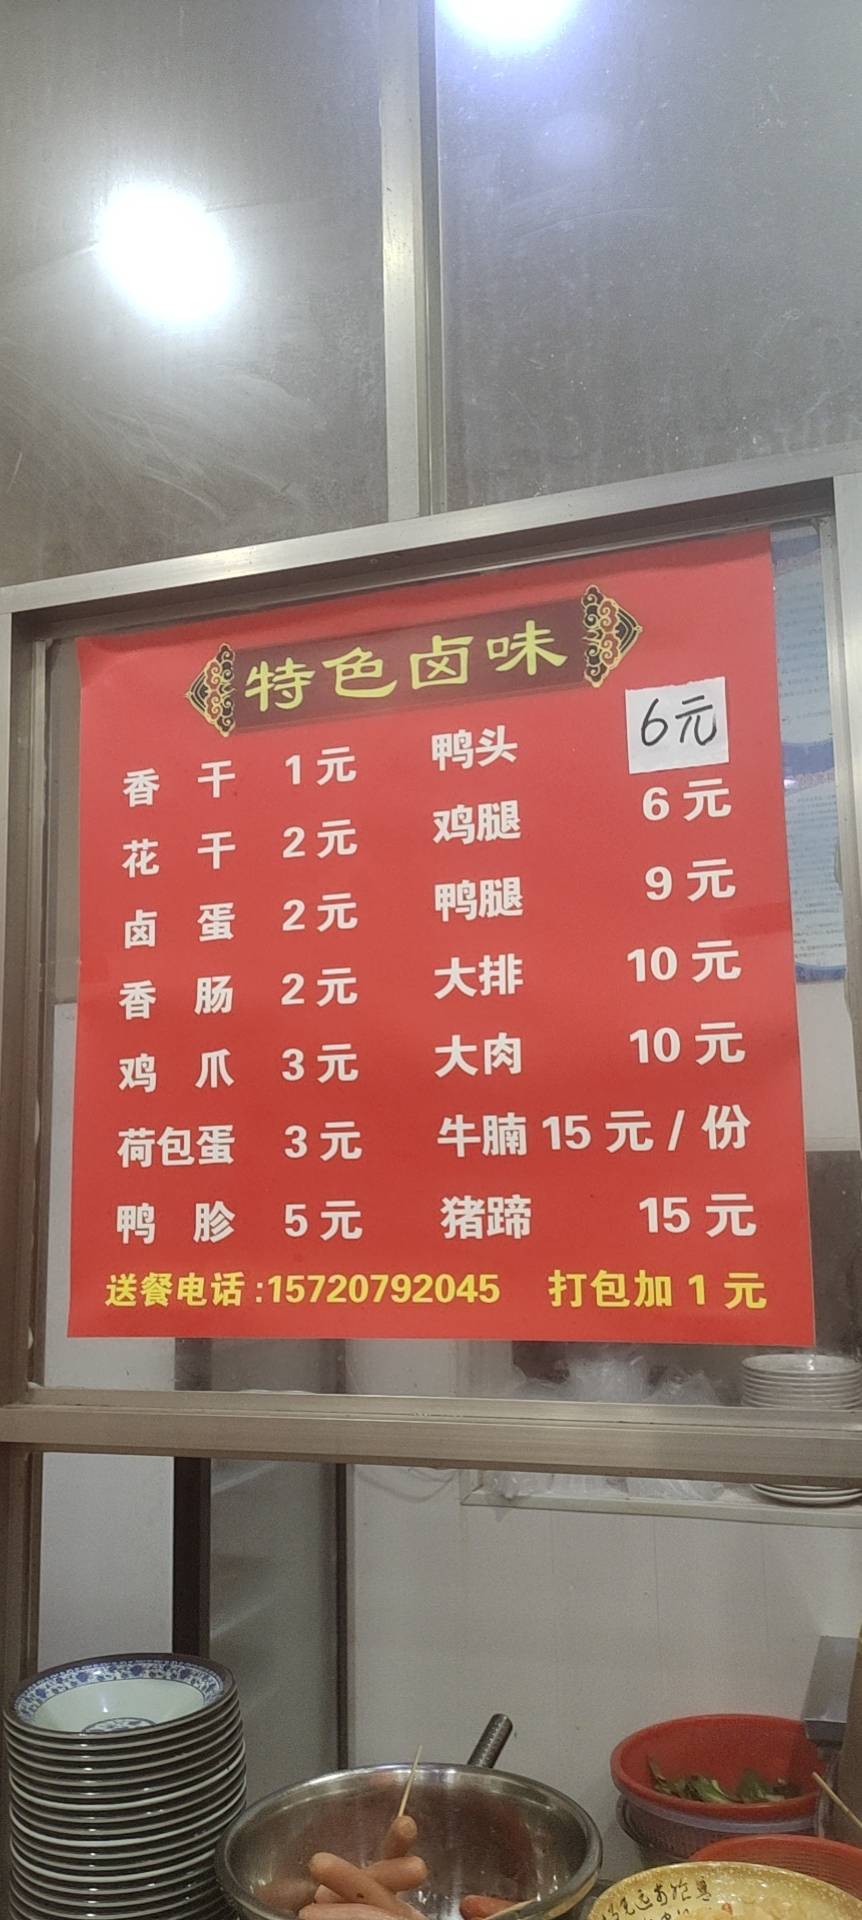 特色卤味
香干 1元 鸭头 6元
花干 2元 鸡腿 6元
卤蛋 2元 鸭腿 9元
香肠 2元 大排 10元
鸡爪 3元 大肉 10元
荷包蛋 3元 牛腩 15元/份
鸭胗 5元 猪蹄 15元
送餐电话:15720792045 打包加1元